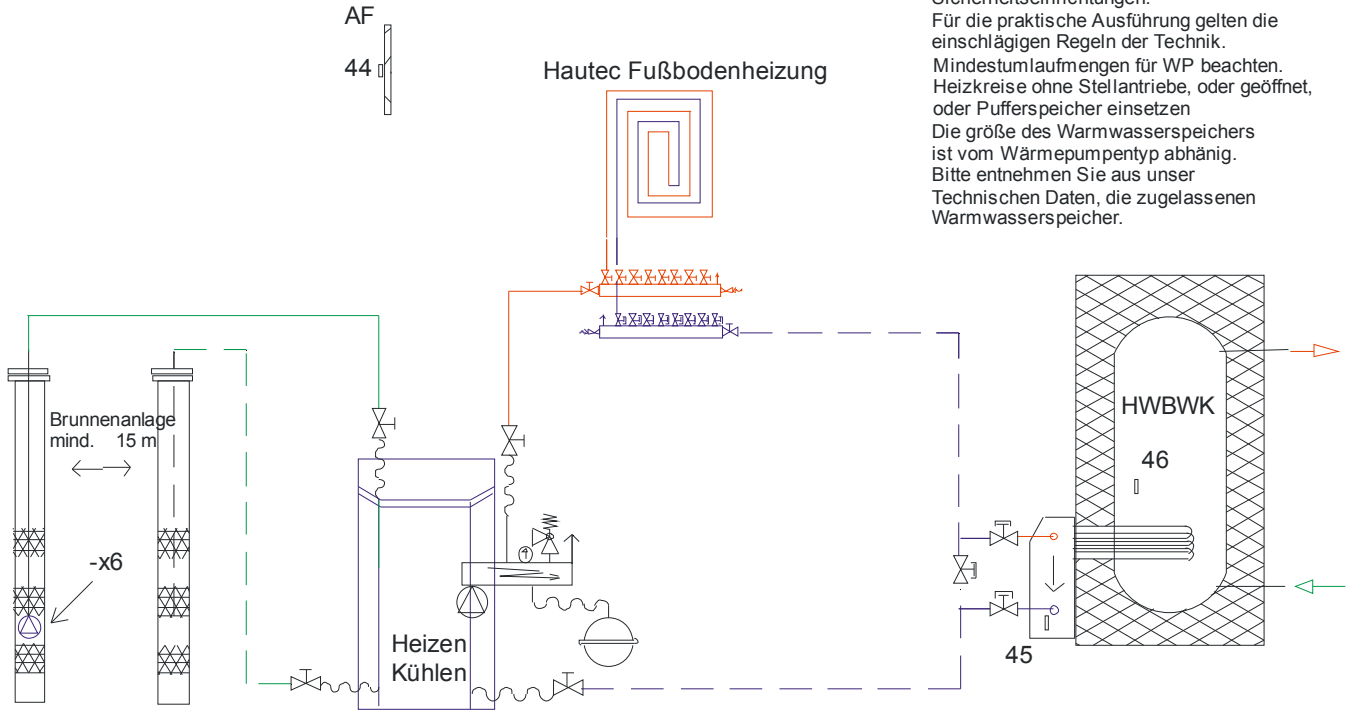 AF
44
Hautec Fußbodenheizung
Sicherheitseinrichtungen.
Für die praktische Ausführung gelten die
einschlägigen Regeln der Technik.
Mindestumlaufmengen für WP beachten.
Heizkreise ohne Stellantriebe, oder geöffnet,
oder Pufferspeicher einsetzen
Die größe des Warmwasserspeichers
ist vom Wärmepumpentyp abhänig.
Bitte entnehmen Sie aus unser
Technischen Daten, die zugelassenen
Warmwasserspeicher.
Brunnenanlage
mind. 15 m
-x6
Heizen
Kühlen
HWBWK
46
45